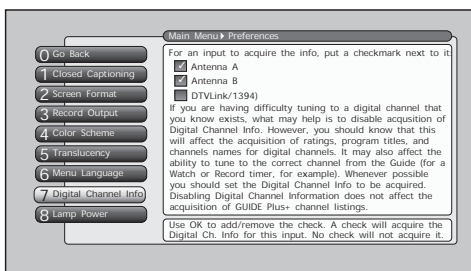 Main Menu ▸ Preferences
0 Go Back
1 Closed Captioning
2 Screen Format
3 Record Output
4 Color Scheme
5 Translucency
6 Menu Language
7 Digital Channel Info
8 Lamp Power
For an input to acquire the info, put a checkmark next to it:
Antenna A
Antenna B
DTVLink/1394)
If you are having difficulty tuning to a digital channel that
you know exists, what may help is to disable acqusition of
Digital Channel Info. However, you should know that this
will affect the acquisition of ratings, program titles, and
channels names for digital channels. It may also affect the
ability to tune to the correct channel from the Guide (for a
Watch or Record timer, for example). Whenever possible
you should set the Digital Channel Info to be acquired.
Disabling Digital Channel Information does not affect the
acquisition of GUIDE Plus+ channel listings.
Use OK to add/remove the check. A check will acquire the
Digital Ch. Info for this input. No check will not acquire it.